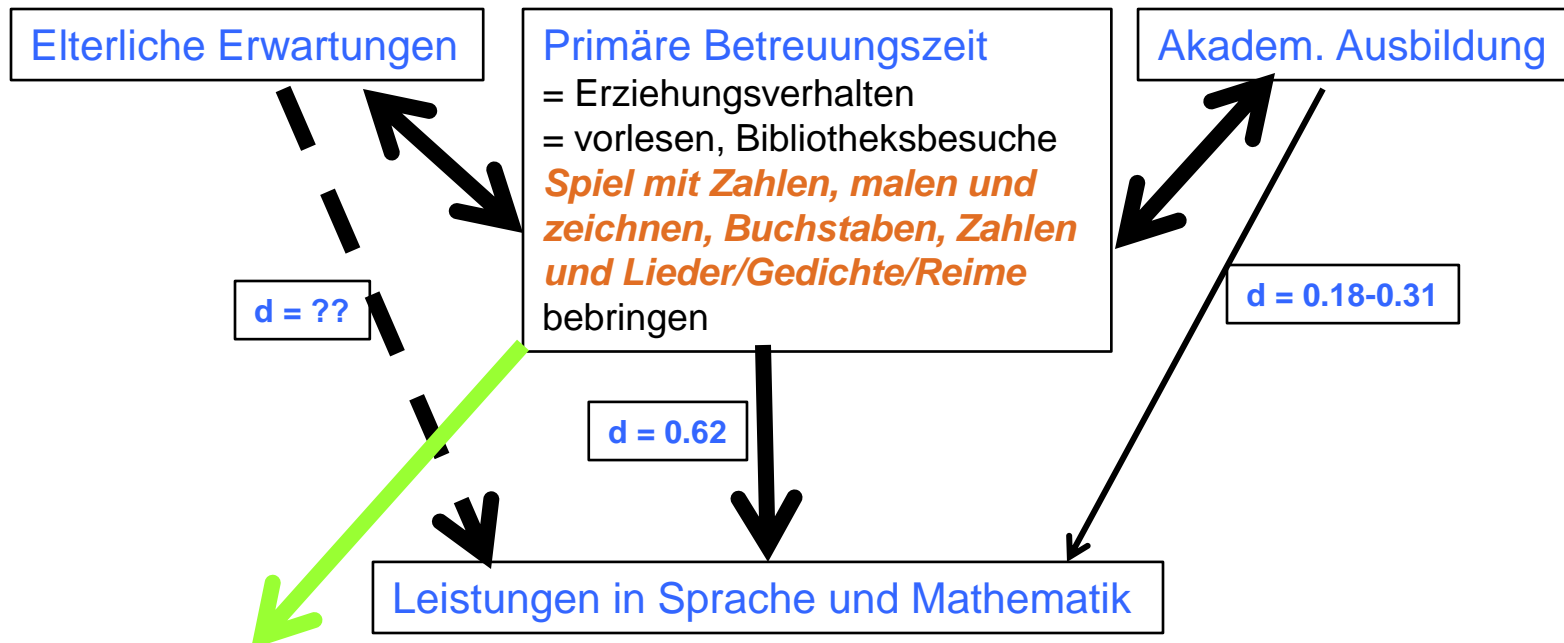 Elterliche Erwartungen
Primäre Betreuungszeit
= Erziehungsverhalten
= vorlesen, Bibliotheksbesuche
Spiel mit Zahlen, malen und
zeichnen, Buchstaben, Zahlen
und Lieder/Gedichte/Reime
bebringen
Akadem. Ausbildung
d = ??
d = 0.62
d = 0.18-0.31
Leistungen in Sprache und Mathematik